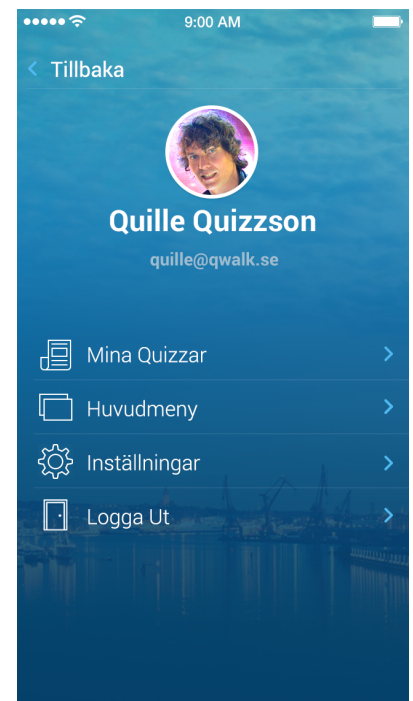 9:00 AM
Tillbaka
Quille Quizzson
quille@qwalk.se
Mina Quizzar
Huvudmeny
Inställningar
Logga Ut